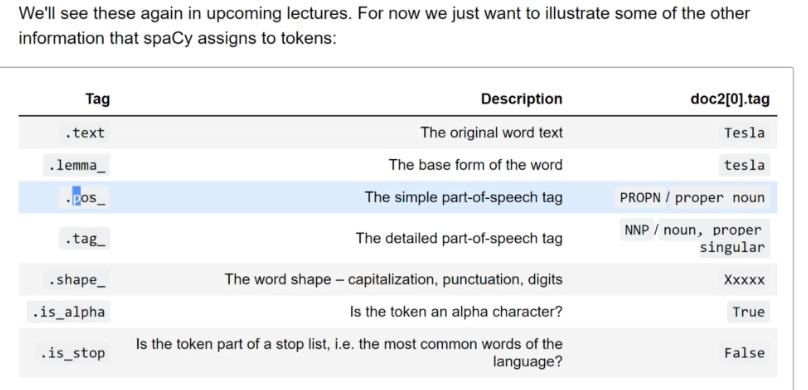 We'll see these again in upcoming lectures. For now we just want to illustrate some of the other
information that spaCy assigns to tokens:
Tag Description doc2[0].tag
.text The original word text Tesla
.lemma_ The base form of the word tesla
.pos_ The simple part-of-speech tag PROPN / proper noun
.tag_ The detailed part-of-speech tag NNP / noun, proper
singular
.shape_ The word shape – capitalization, punctuation, digits Xxxxx
.is_alpha Is the token an alpha character? True
.is_stop Is the token part of a stop list, i.e. the most common words of the
language? False